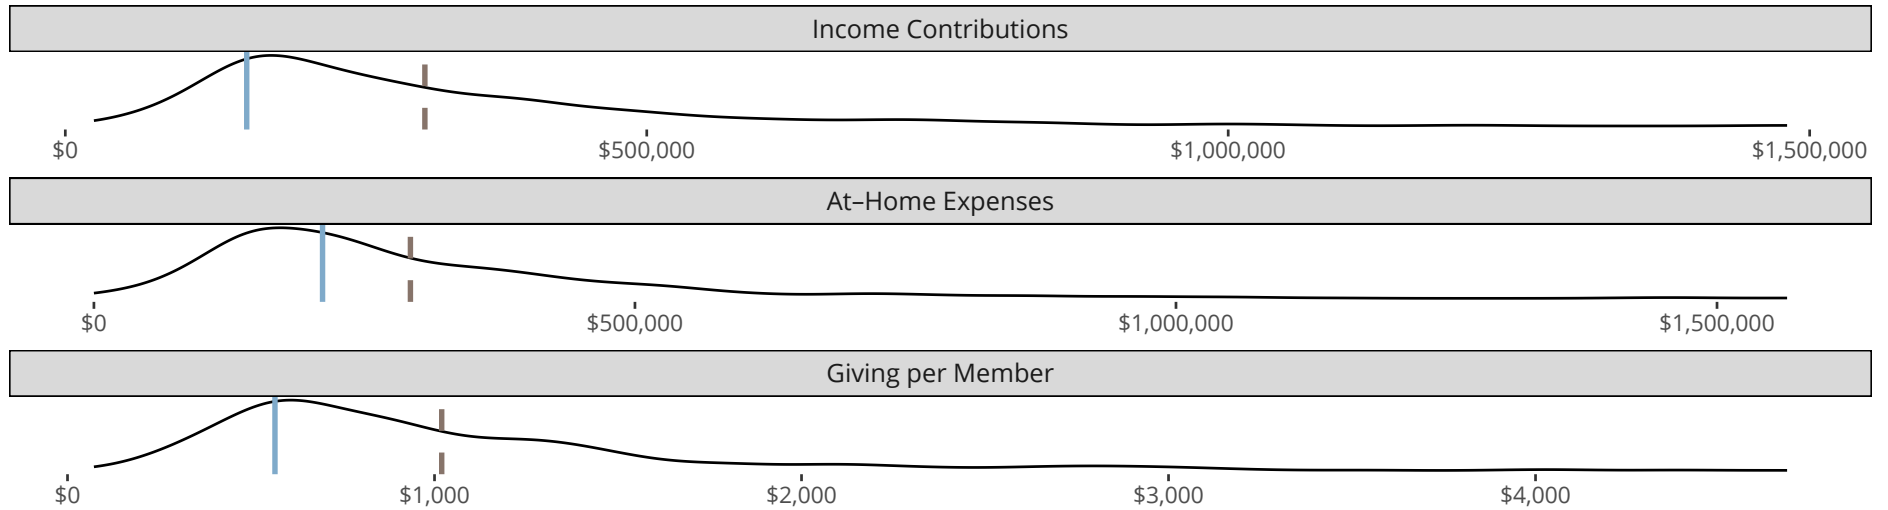 Income Contributions
$0 $500,000 $1,000,000 $1,500,000
At–Home Expenses
$0 $500,000 $1,000,000 $1,500,000
Giving per Member
$0 $1,000 $2,000 $3,000 $4,000